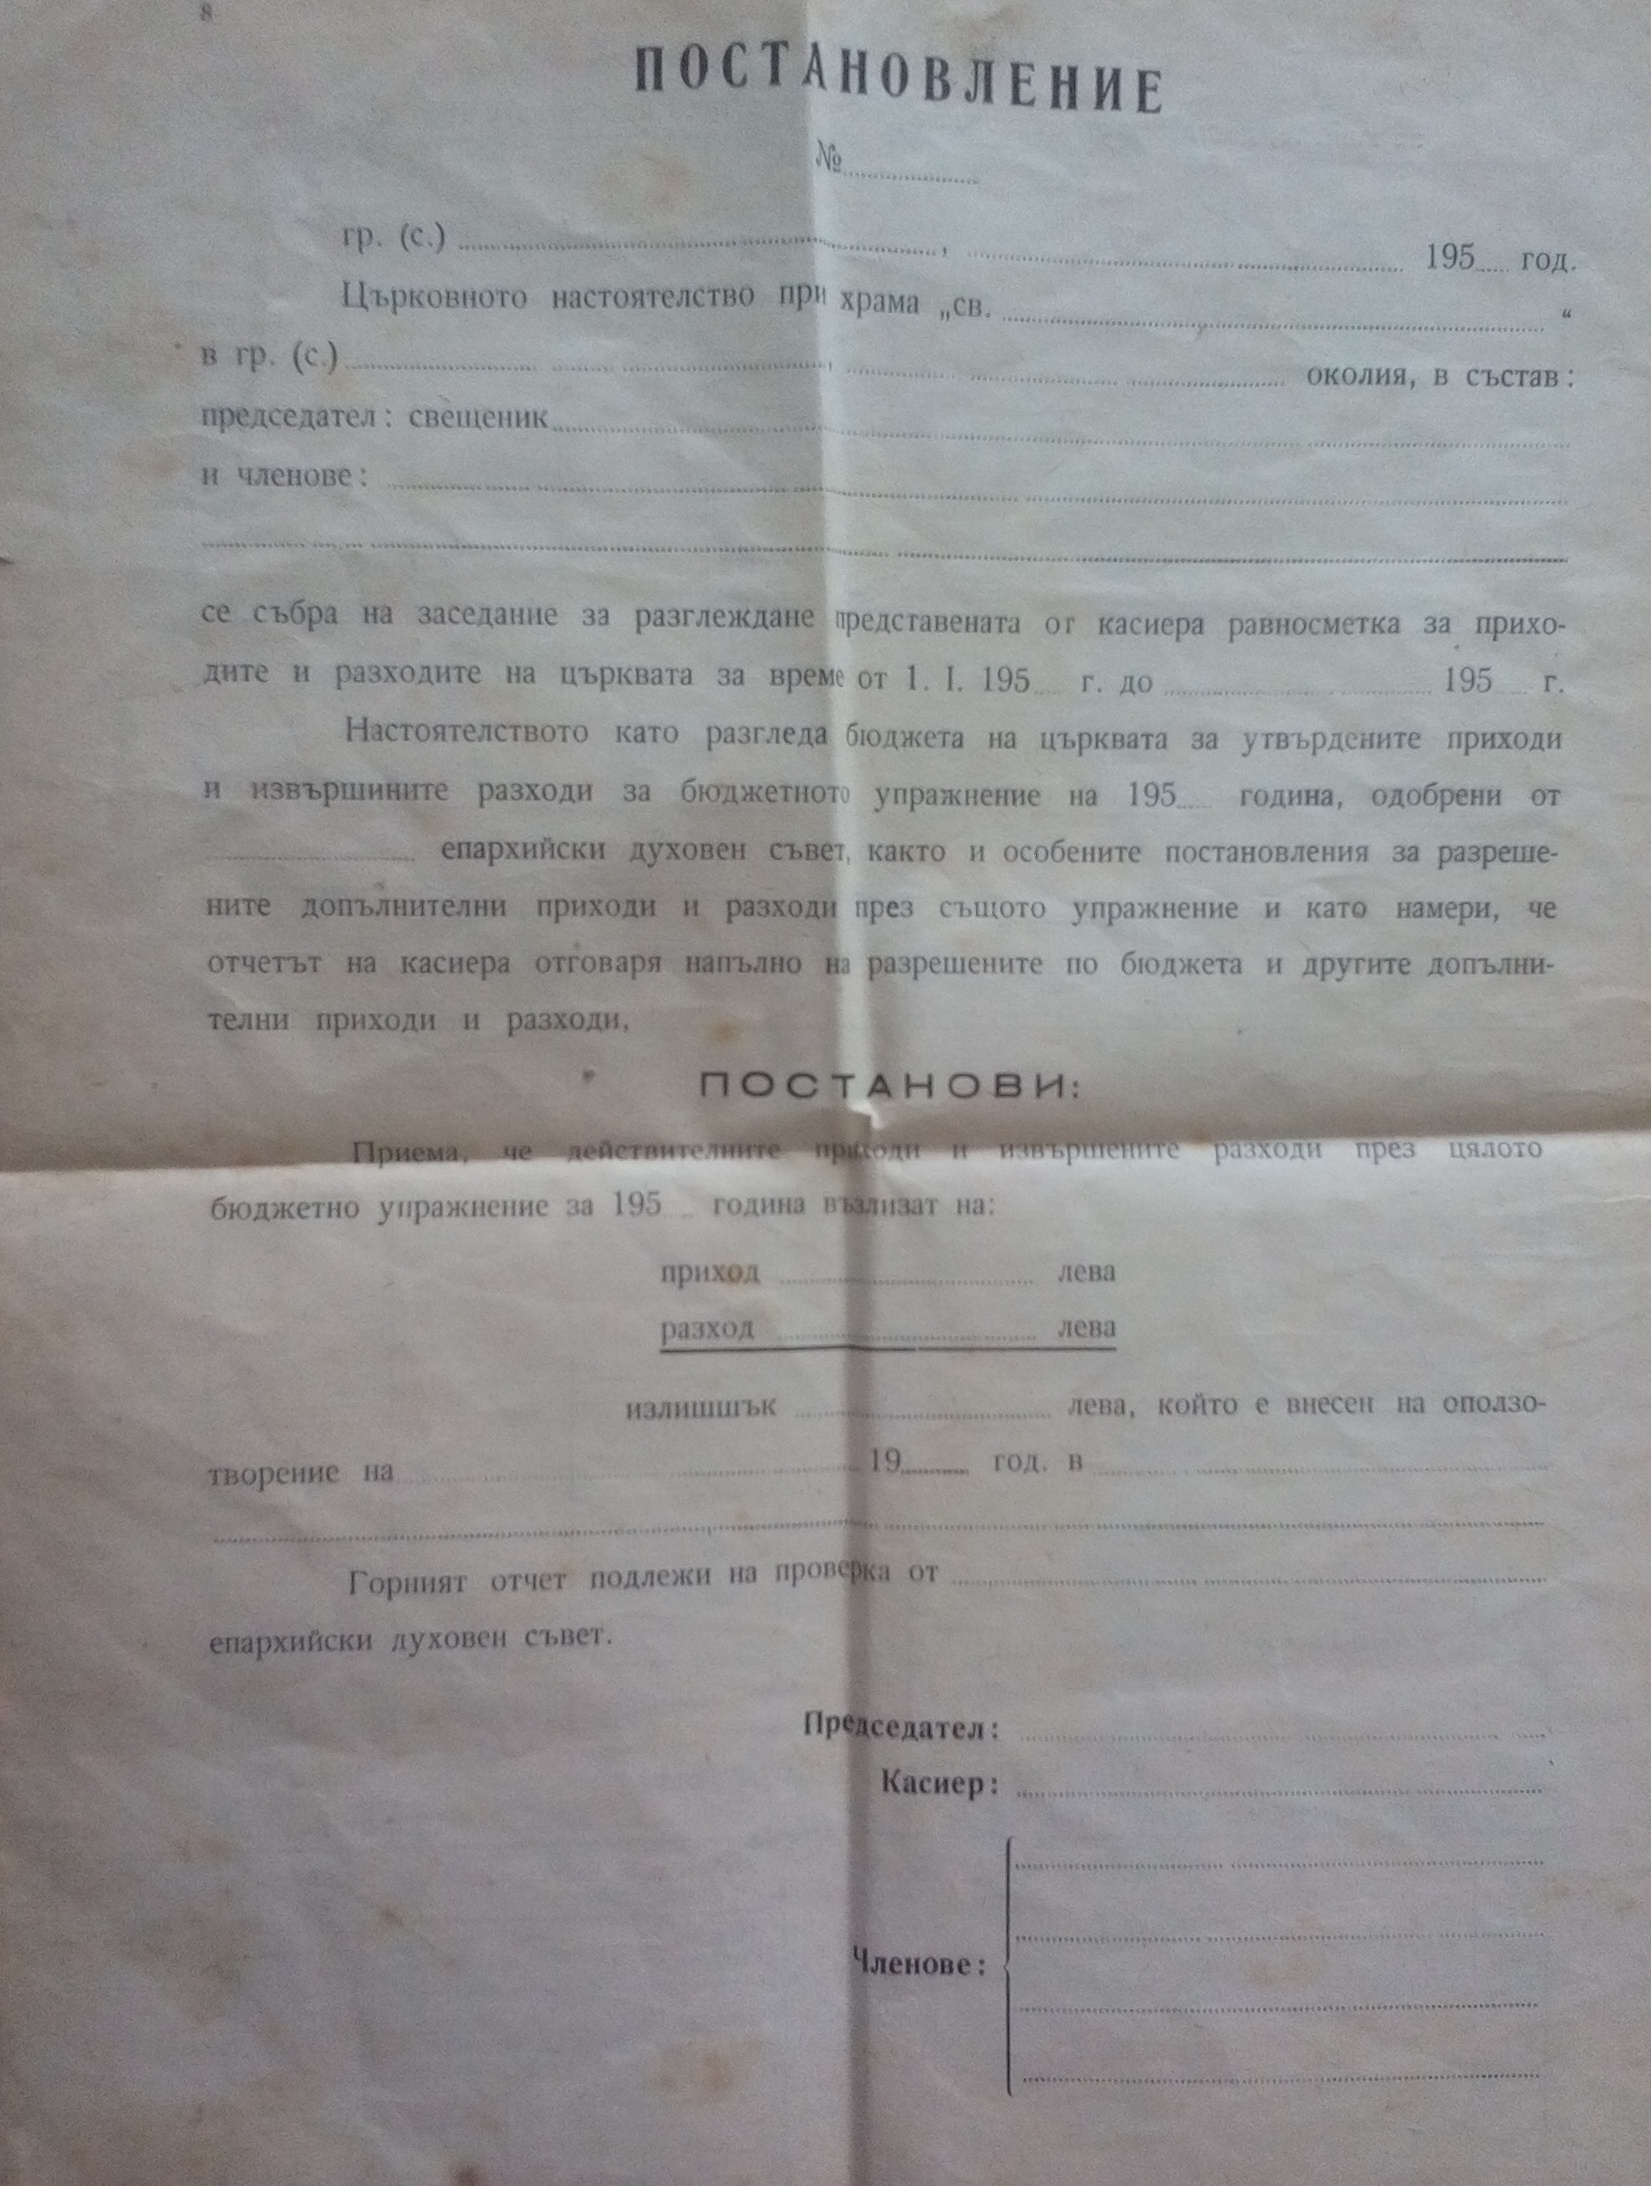 8
ПОСТАНОВЛЕНИЕ
№
гр. (с.) , 195 год.
Църковното настоятелство при храма „св. “
в гр. (с.) , околия, в състав:
председател: свещеник
и членове:
се събра на заседание за разглеждане представената от касиера равносметка за прихо-
дите и разходите на църквата за време от 1. I. 195 г. до 195 г.
Настоятелството като разгледа бюджета на църквата за утвърдените приходи
и извършините разходи за бюджетното упражнение на 195 година, одобрени от
епархийски духовен съвет, както и особените постановления за разреше-
ните допълнителни приходи и разходи през същото упражнение и като намери, че
отчетът на касиера отговаря напълно на разрешените по бюджета и другите допълни-
телни приходи и разходи,
ПОСТАНОВИ:
Приема, че действителните приходи и извършените разходи през цялото
бюджетно упражнение за 195 година възлизат на:
приход лева
разход лева
излишшък лева, който е внесен на оползо-
творение на 19 год. в
Горният отчет подлежи на проверка от
епархийски духовен съвет.
Председател:
Касиер:
Членове: